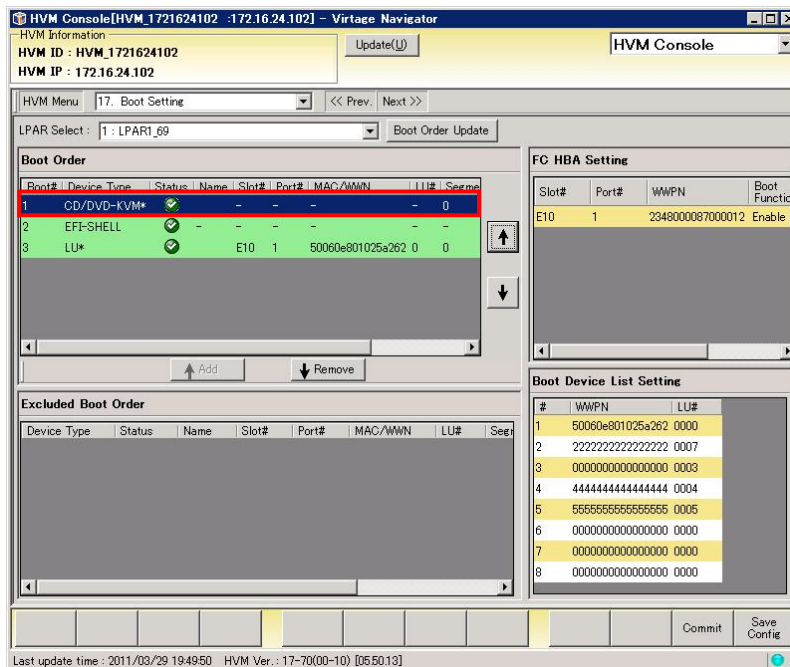 HVM Console[HVM_1721624102 :172.16.24.102] - Virtage Navigator
HVM Information
HVM ID : HVM_1721624102
HVM IP : 172.16.24.102
Update(U)
HVM Console
HVM Menu 17. Boot Setting << Prev. Next >>
LPAR Select : 1 : LPAR1_69 Boot Order Update
Boot Order
Boot# Device Type Status Name Slot# Port# MAC/WWN LU# Segme
1 CD/DVD-KVM* - - - - 0
2 EFI-SHELL - - - - - -
3 LU* E10 1 50060e801025a262 0 0
Add Remove
Excluded Boot Order
Device Type Status Name Slot# Port# MAC/WWN LU# Segr
FC HBA Setting
Slot# Port# WWPN Boot Functio
E10 1 2348000087000012 Enable
Boot Device List Setting
# WWPN LU#
1 50060e801025a262 0000
2 2222222222222222 0007
3 0000000000000000 0003
4 4444444444444444 0004
5 5555555555555555 0005
6 0000000000000000 0000
7 0000000000000000 0000
8 0000000000000000 0000
Commit Save Config
Last update time : 2011/03/29 19:49:50 HVM Ver. : 17-70(00-10) [05.50.13]